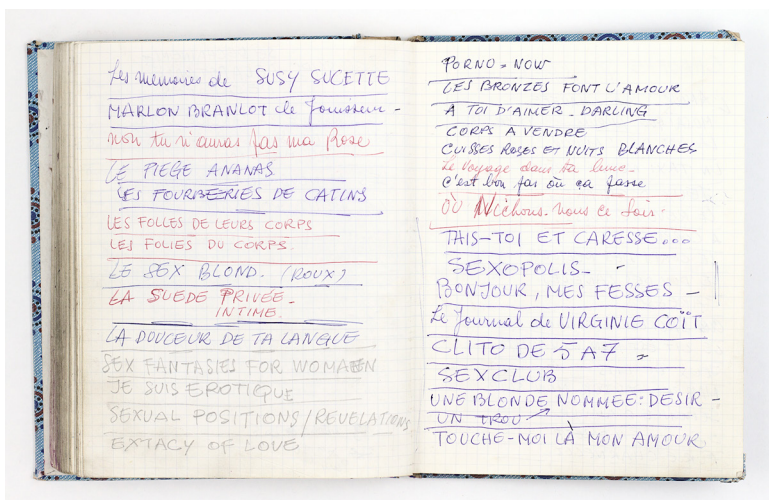 Les memoires de SUSY SUCETTE
MARLON BRANLOT le Jouisseur -
non tu n'auras pas ma Rose
LE PIEGE ANANAS
LES FOURBERIES DE CATINS
LES FOLLES DE LEURS CORPS
LES FOLIES DU CORPS.
LE SEX BLOND. (ROUX)
LA SUEDE PRIVÉE -
INTIME.
LA DOUCEUR DE TA LANGUE
SEX FANTASIES FOR WOMEEN
JE SUIS EROTIQUE
SEXUAL POSITIONS / REVELATIONS
EXTACY OF LOVE
PORNO = NOW
LES BRONZES FONT L'AMOUR
A TOI D'AIMER - DARLING
CORPS A VENDRE
CUISSES ROSES ET NUITS BLANCHES
Le Voyage dans ta lune -
c'est bon par où ca passe
OÙ Nichons-nous ce soir -
THIS-TOI ET CARESSE...
SEXOPOLIS -
BONJOUR, MES FESSES -
Le Journal de VIRGINIE COÏT
CLITO DE 5 A 7
SEXCLUB
UNE BLONDE NOMMEE: DESIR -
UN TROU
TOUCHE-MOI LÀ MON AMOUR